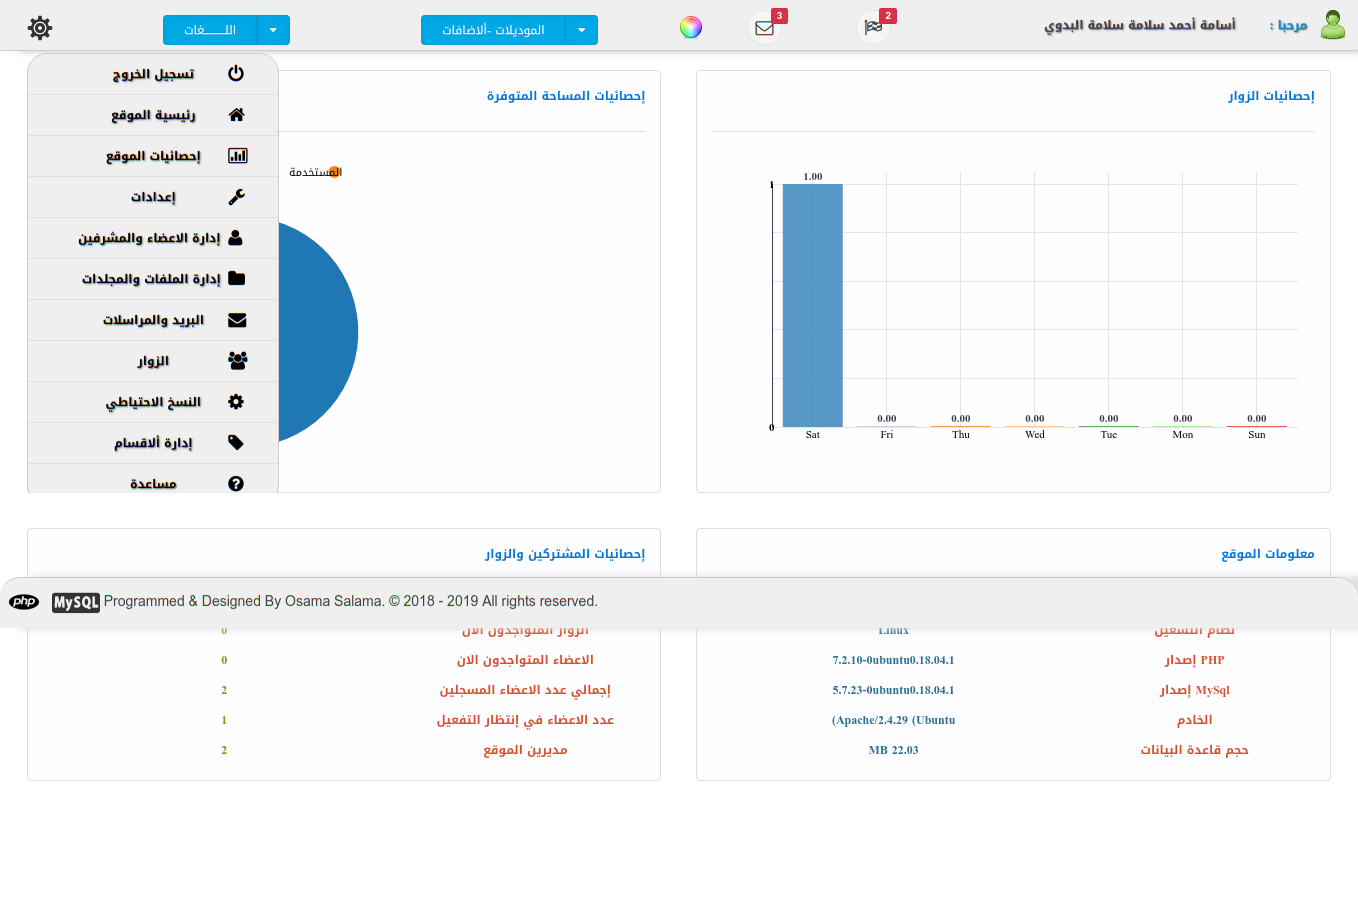 مرحبا : أسامة أحمد سلامة سلامة البدوي
2
3
الموديلات -ألاضافات
اللـــــــغات
تسجيل الخروج
رئيسية الموقع
إحصائيات الموقع
إعدادات
إدارة الاعضاء والمشرفين
إدارة الملفات والمجلدات
البريد والمراسلات
الزوار
النسخ الاحتياطي
إدارة ألاقسام
مساعدة
إحصائيات الزوار
1.00
1
0.00 0.00 0.00 0.00 0.00 0.00
0
Sat Fri Thu Wed Tue Mon Sun
إحصائيات المساحة المتوفرة
المستخدمة
معلومات الموقع
نظام التشغيل Linux
إصدار PHP 7.2.10-0ubuntu0.18.04.1
إصدار MySql 5.7.23-0ubuntu0.18.04.1
الخادم (Apache/2.4.29 (Ubuntu
حجم قاعدة البيانات MB 22.03
إحصائيات المشتركين والزوار
الزوار المتواجدون الان 0
الاعضاء المتواجدون الان 0
إجمالي عدد الاعضاء المسجلين 2
عدد الاعضاء في إنتظار التفعيل 1
مديرين الموقع 2
php MySQL Programmed & Designed By Osama Salama. © 2018 - 2019 All rights reserved.